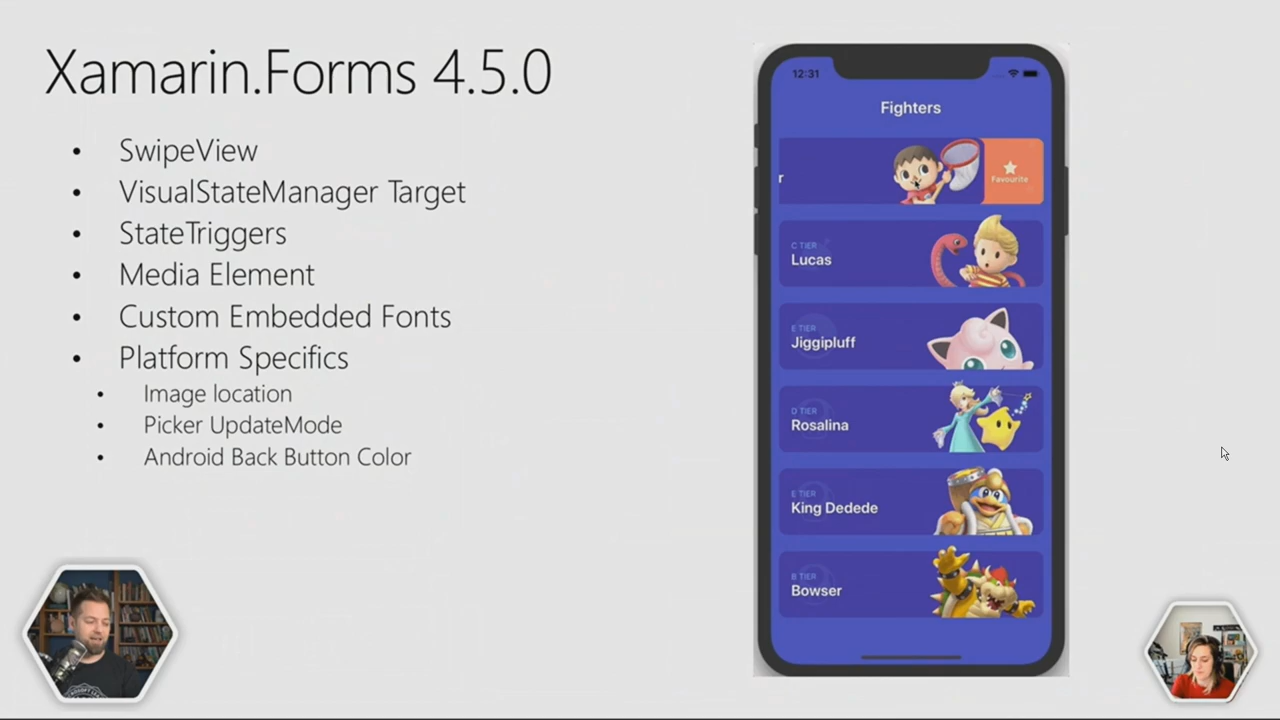 Xamarin.Forms 4.5.0
• SwipeView
• VisualStateManager Target
• StateTriggers
• Media Element
• Custom Embedded Fonts
• Platform Specifics
• Image location
• Picker UpdateMode
• Android Back Button Color
12:31
Fighters
r
Favourite
C TIER
Lucas
E TIER
Jiggipluff
D TIER
Rosalina
E TIER
King Dedede
B TIER
Bowser